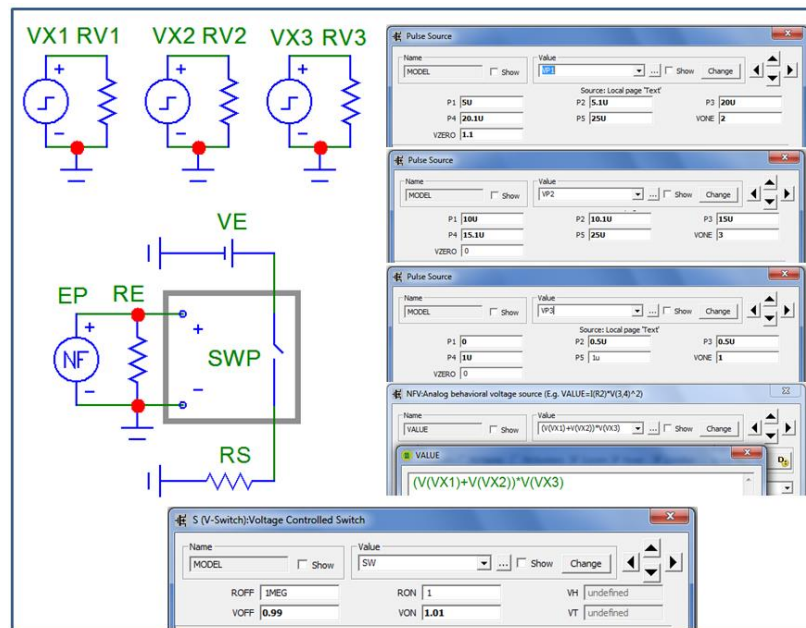 VX1 RV1 VX2 RV2 VX3 RV3
+ + +
- - -
VE
EP RE
+ +
NF SWP
- -
RS
Pulse Source
Name Value
MODEL Show VP1 ... Show Change
Source: Local page 'Text'
P1 5U P2 5.1U P3 20U
P4 20.1U P5 25U VONE 2
VZERO 1.1
Pulse Source
Name Value
MODEL Show VP2 ... Show Change
P1 10U P2 10.1U P3 15U
P4 15.1U P5 25U VONE 3
VZERO 0
Pulse Source
Name Value
MODEL Show VP3 ... Show Change
Source: Local page 'Text'
P1 0 P2 0.5U P3 0.5U
P4 1U P5 1u VONE 1
VZERO 0
NFV:Analog behavioral voltage source (E.g. VALUE=I(R2)*V(3,4)^2)
Name Value
VALUE Show (V(VX1)+V(VX2))*V(VX3) ... Show Change
VALUE
(V(VX1)+V(VX2))*V(VX3)
S (V-Switch):Voltage Controlled Switch
Name Value
MODEL Show SW ... Show Change
ROFF 1MEG RON 1 VH undefined
VOFF 0.99 VON 1.01 VT undefined